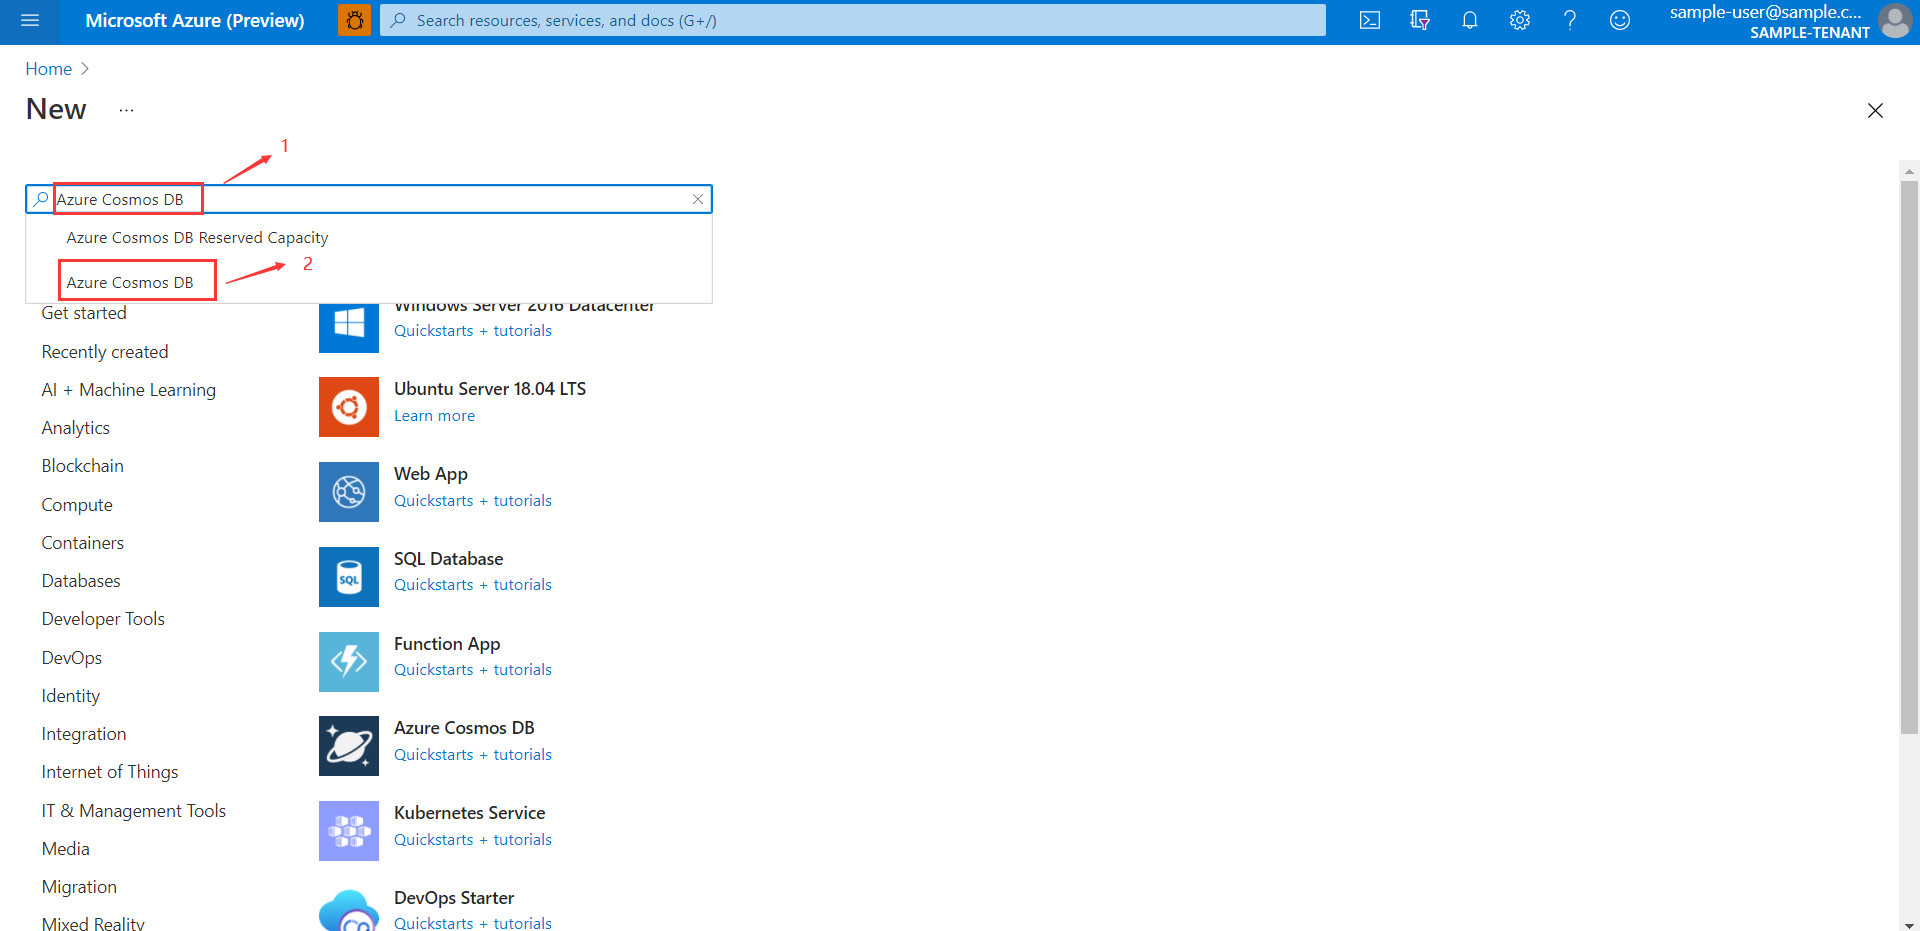 Microsoft Azure (Preview)
Search resources, services, and docs (G+/)
sample-user@sample.c...
SAMPLE-TENANT
Home
New
...
1
Azure Cosmos DB
Azure Cosmos DB Reserved Capacity
2
Azure Cosmos DB
Get started
Recently created
AI + Machine Learning
Analytics
Blockchain
Compute
Containers
Databases
Developer Tools
DevOps
Identity
Integration
Internet of Things
IT & Management Tools
Media
Migration
Mixed Reality
Windows Server 2016 Datacenter
Quickstarts + tutorials
Ubuntu Server 18.04 LTS
Learn more
Web App
Quickstarts + tutorials
SQL
SQL Database
Quickstarts + tutorials
Function App
Quickstarts + tutorials
Azure Cosmos DB
Quickstarts + tutorials
Kubernetes Service
Quickstarts + tutorials
DevOps Starter
Quickstarts + tutorials